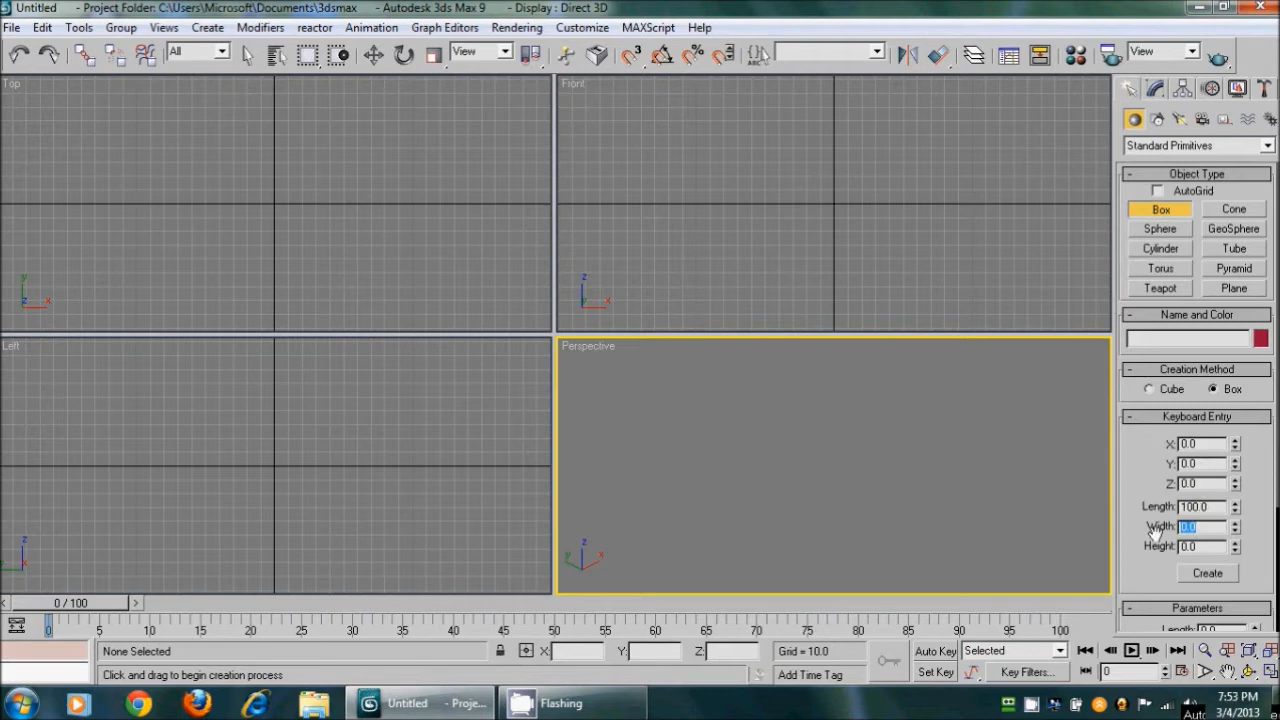 Untitled - Project Folder: C:\Users\Microsoft\Documents\3dsmax - Autodesk 3ds Max 9 - Display : Direct 3D
File Edit Tools Group Views Create Modifiers reactor Animation Graph Editors Rendering Customize MAXScript Help
All View 3 % ABC View
Top Front
Standard Primitives
- Object Type
AutoGrid
Box Cone
Sphere GeoSphere
Cylinder Tube
Torus Pyramid
Teapot Plane
y z x
z y x
- Name and Color
Left Perspective
- Creation Method
Cube Box
- Keyboard Entry
X: 0.0
Y: 0.0
Z: 0.0
Length: 100.0
Width: 0.0
Height: 0.0
Create
z y x
z y x
- Parameters
Length: 0.0
< 0 / 100 >
0 5 10 15 20 25 30 35 40 45 50 55 60 65 70 75 80 85 90 95 100
None Selected X: Y: Z: Grid = 10.0 Auto Key Selected
Click and drag to begin creation process Add Time Tag Set Key Key Filters... 0
Untitled - Proje... Flashing
7:53 PM
3/4/2013